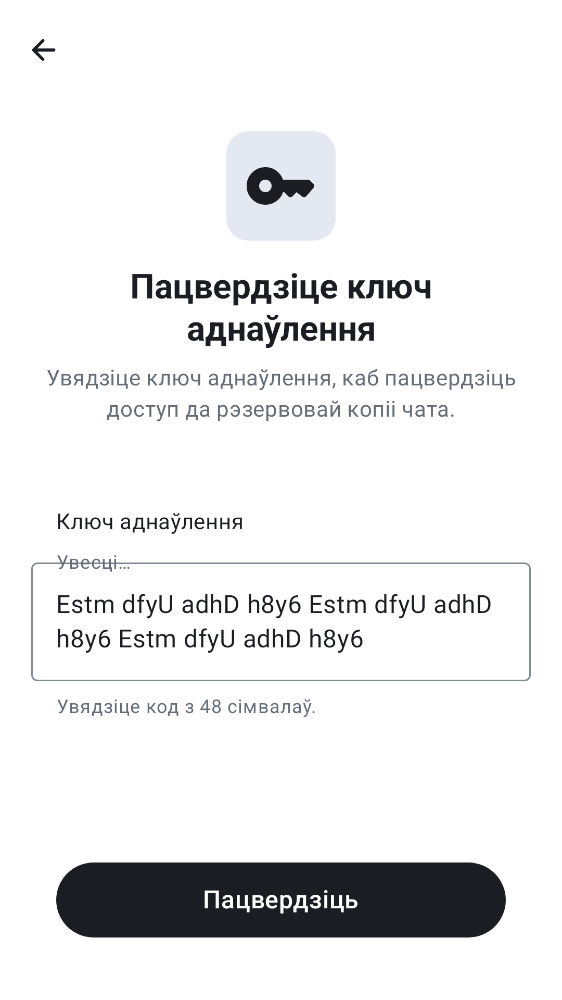 Пацвердзіце ключ
аднаўлення
Увядзіце ключ аднаўлення, каб пацвердзіць
доступ да рэзервовай копіі чата.
Ключ аднаўлення
Увесці...
Estm dfyU adhD h8y6 Estm dfyU adhD
h8y6 Estm dfyU adhD h8y6
Увядзіце код з 48 сімвалаў.
Пацвердзіць